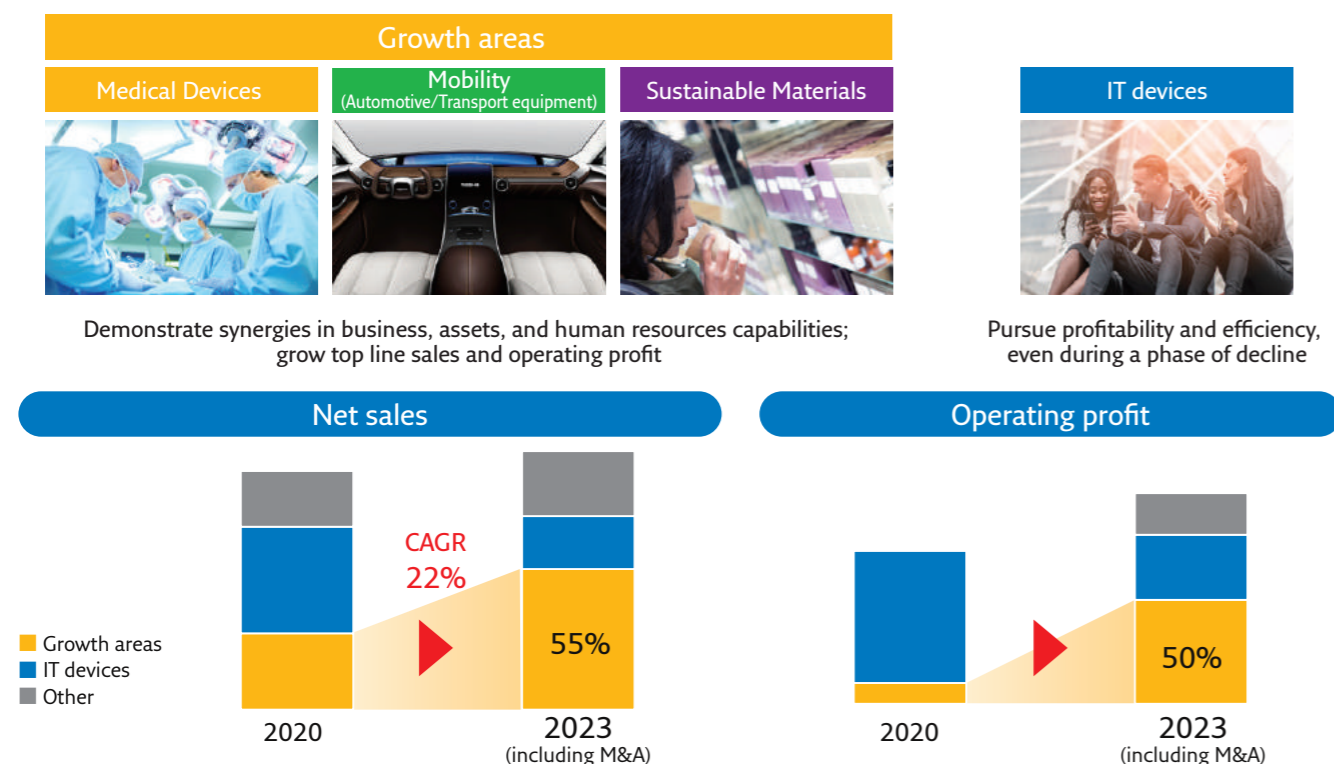 Growth areas
Medical Devices
Mobility
(Automotive/Transport equipment)
Sustainable Materials
IT devices
Demonstrate synergies in business, assets, and human resources capabilities;
grow top line sales and operating profit
Pursue profitability and efficiency,
even during a phase of decline
Net sales
Operating profit
CAGR
22%
55%
50%
Growth areas
IT devices
Other
2020
2023
(including M&A)
2020
2023
(including M&A)